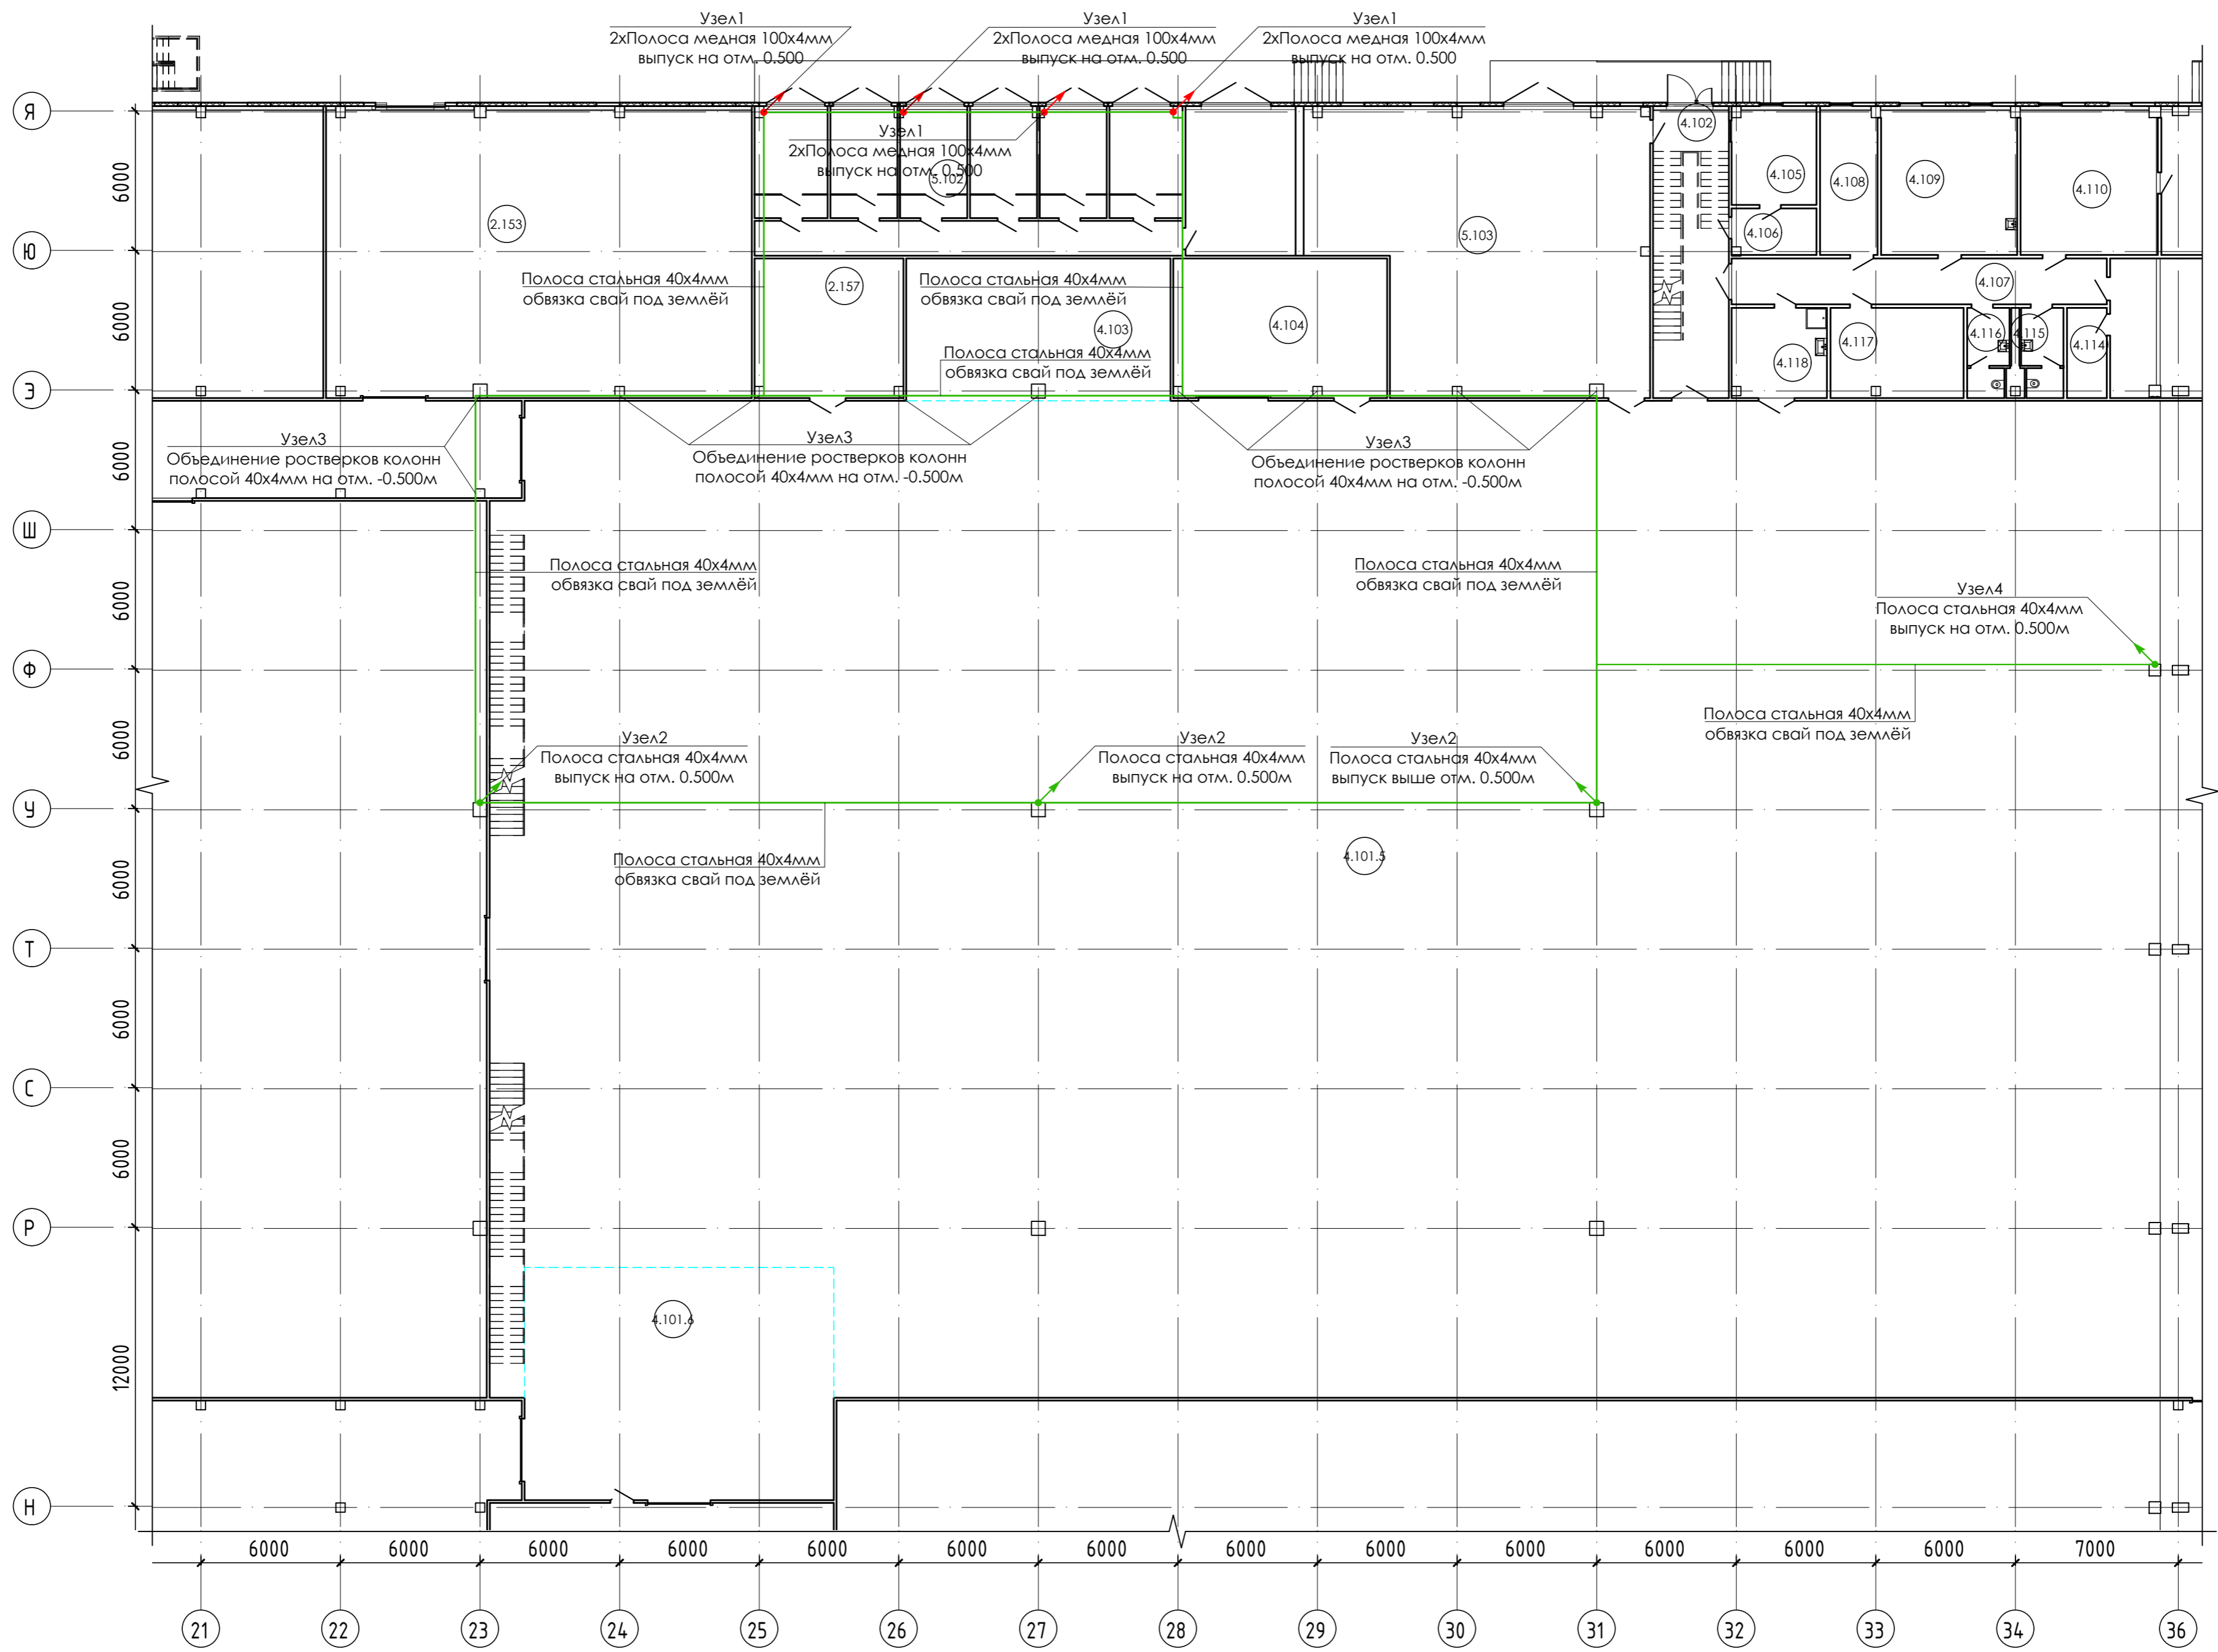 Узел1
2хПолоса медная 100х4мм
выпуск на отм. 0.500
Узел1
2хПолоса медная 100х4мм
выпуск на отм. 0.500
Узел1
2хПолоса медная 100х4мм
выпуск на отм. 0.500
Узел1
2хПолоса медная 100х4мм
выпуск на отм. 0.500
Я
Ю
Э
Ш
Ф
У
Т
С
Р
Н
6000
6000
6000
6000
6000
6000
6000
6000
12000
2.153
5.102
5.103
4.102
4.105
4.106
4.108
4.109
4.110
4.107
2.157
4.103
4.104
4.118
4.117
4.116
4.115
4.114
Полоса стальная 40х4мм
обвязка свай под землёй
Полоса стальная 40х4мм
обвязка свай под землёй
Полоса стальная 40х4мм
обвязка свай под землёй
Узел3
Объединение ростверков колонн
полосой 40х4мм на отм. -0.500м
Узел3
Объединение ростверков колонн
полосой 40х4мм на отм. -0.500м
Узел3
Объединение ростверков колонн
полосой 40х4мм на отм. -0.500м
Полоса стальная 40х4мм
обвязка свай под землёй
Полоса стальная 40х4мм
обвязка свай под землёй
Узел4
Полоса стальная 40х4мм
выпуск на отм. 0.500м
Полоса стальная 40х4мм
обвязка свай под землёй
Узел2
Полоса стальная 40х4мм
выпуск на отм. 0.500м
Узел2
Полоса стальная 40х4мм
выпуск на отм. 0.500м
Узел2
Полоса стальная 40х4мм
выпуск выше отм. 0.500м
Полоса стальная 40х4мм
обвязка свай под землёй
4.101.5
4.101.6
6000 6000 6000 6000 6000 6000 6000 6000 6000 6000 6000 6000 6000 7000
21 22 23 24 25 26 27 28 29 30 31 32 33 34 36